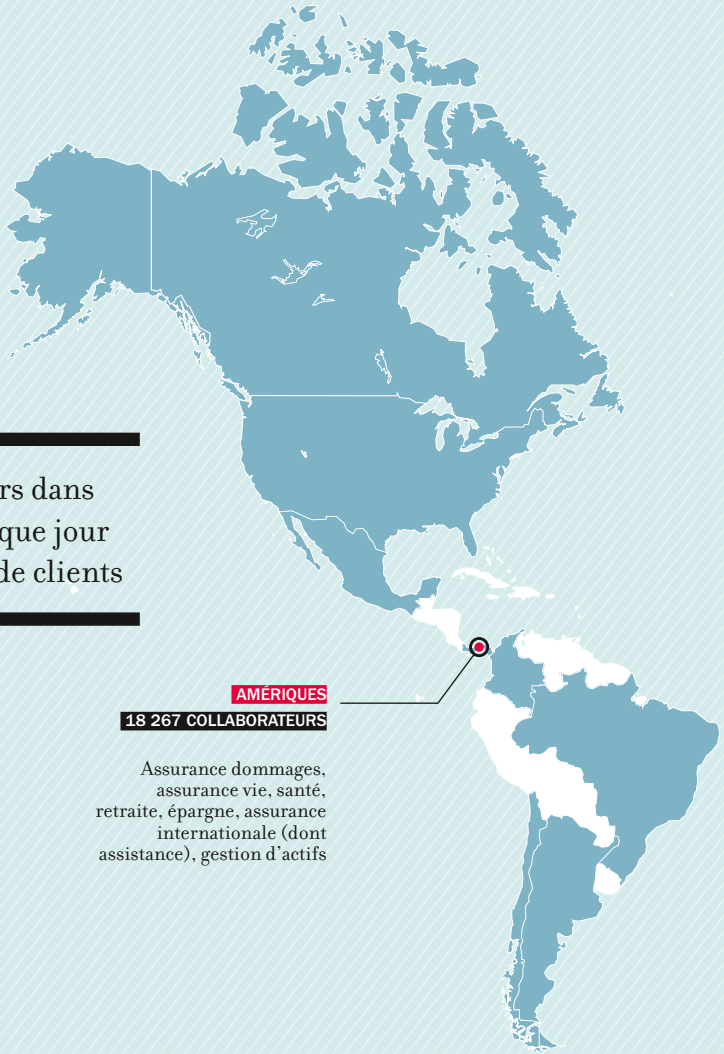 rs dans
que jour
de clients
AMÉRIQUES
18 267 COLLABORATEURS
Assurance dommages,
assurance vie, santé,
retraite, épargne, assurance
internationale (dont
assistance), gestion d'actifs